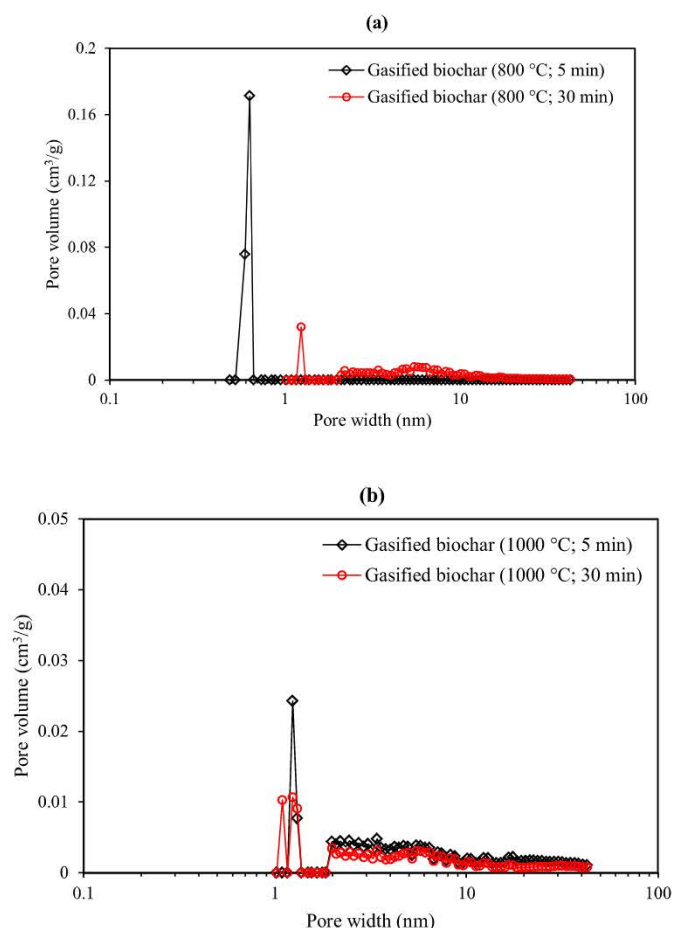 (a)
0.2
0.16
0.12
0.08
0.04
0
Pore volume (cm³/g)
Gasified biochar (800 °C; 5 min)
Gasified biochar (800 °C; 30 min)
0.1
1
10
100
Pore width (nm)
(b)
0.05
0.04
0.03
0.02
0.01
0
Pore volume (cm³/g)
Gasified biochar (1000 °C; 5 min)
Gasified biochar (1000 °C; 30 min)
0.1
1
10
100
Pore width (nm)